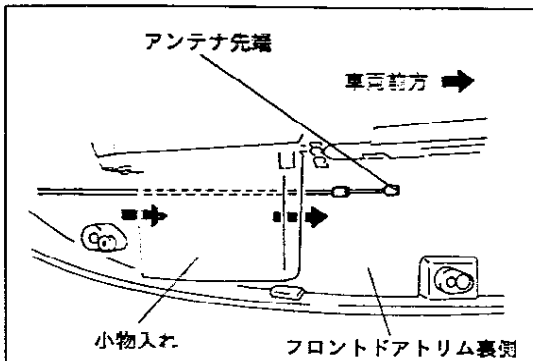 アンテナ先端
車両前方
小物入れ
フロントドアトリム裏側